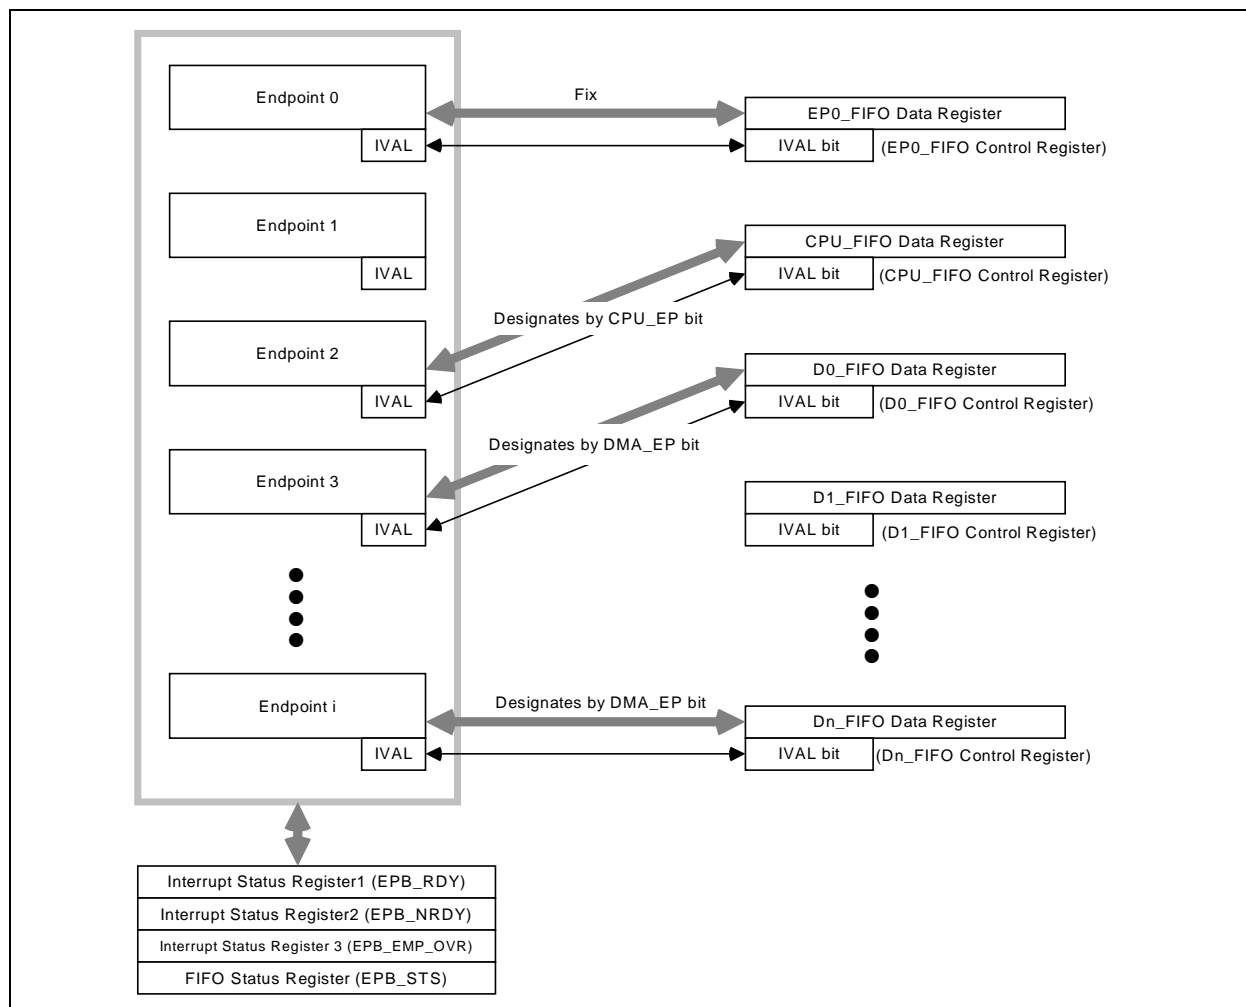 Endpoint 0
Fix
EP0_FIFO Data Register
IVAL
IVAL bit
(EP0_FIFO Control Register)
Endpoint 1
CPU_FIFO Data Register
IVAL
IVAL bit
(CPU_FIFO Control Register)
Designates by CPU_EP bit
Endpoint 2
D0_FIFO Data Register
IVAL
IVAL bit
(D0_FIFO Control Register)
Designates by DMA_EP bit
Endpoint 3
D1_FIFO Data Register
IVAL
IVAL bit
(D1_FIFO Control Register)
Endpoint i
Designates by DMA_EP bit
Dn_FIFO Data Register
IVAL
IVAL bit
(Dn_FIFO Control Register)
Interrupt Status Register1 (EPB_RDY)
Interrupt Status Register2 (EPB_NRDY)
Interrupt Status Register 3 (EPB_EMP_OVR)
FIFO Status Register (EPB_STS)